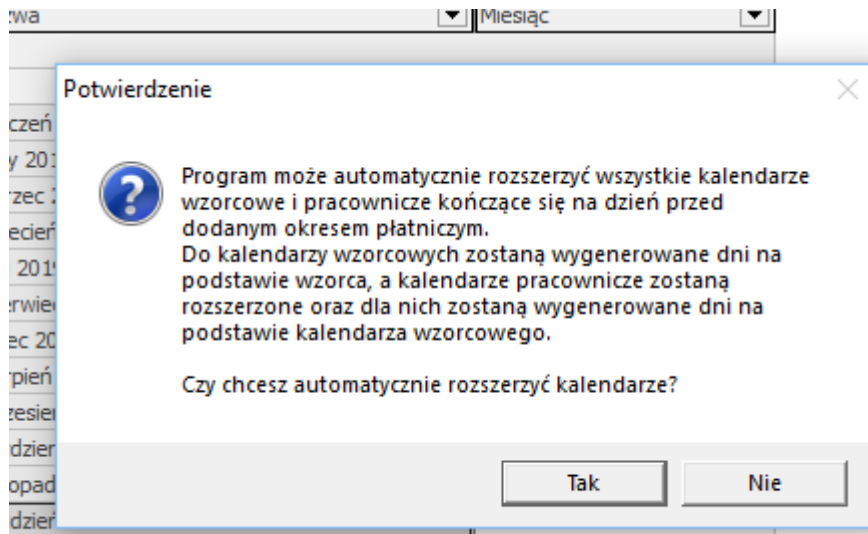 Miesiąc
Potwierdzenie
Program może automatycznie rozszerzyć wszystkie kalendarze
wzorcowe i pracownicze kończące się na dzień przed
dodanym okresem płatniczym.
Do kalendarzy wzorcowych zostaną wygenerowane dni na
podstawie wzorca, a kalendarze pracownicze zostaną
rozszerzone oraz dla nich zostaną wygenerowane dni na
podstawie kalendarza wzorcowego.
Czy chcesz automatycznie rozszerzyć kalendarze?
Tak Nie